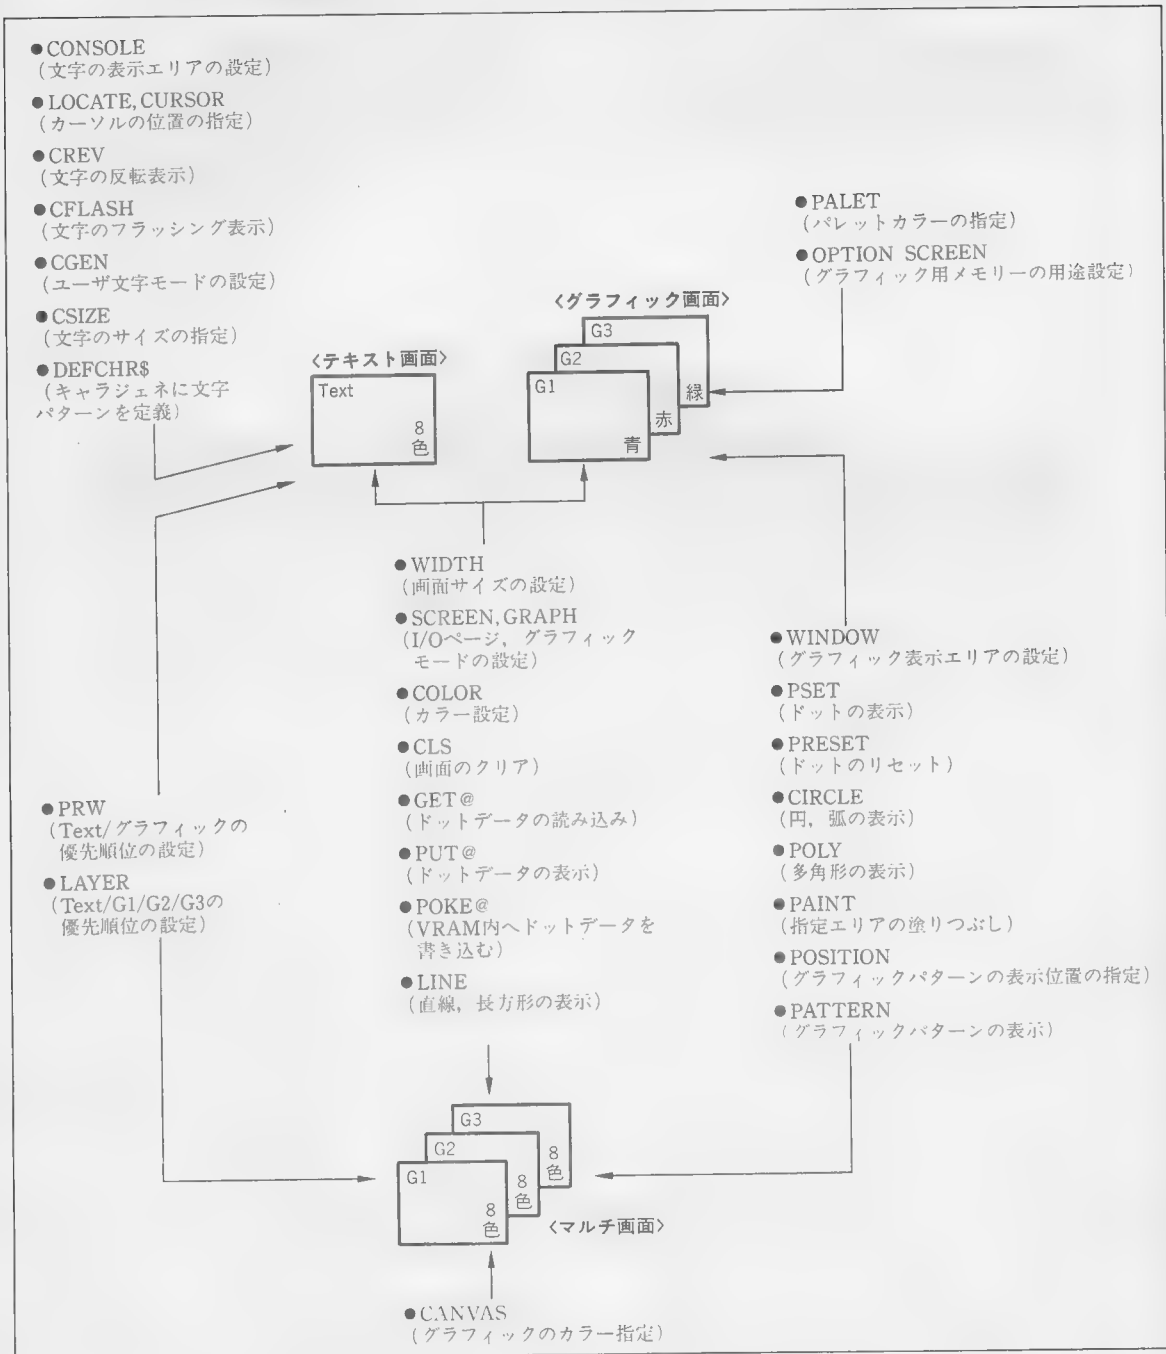 ●CONSOLE
(文字の表示エリアの設定)
●LOCATE, CURSOR
(カーソルの位置の指定)
●CREV
(文字の反転表示)
●CFLASH
(文字のフラッシング表示)
●CGEN
(ユーザ文字モードの設定)
●CSIZE
(文字のサイズの指定)
●DEFCHR$
(キャラジェネに文字
パターンを定義)
●PALET
(パレットカラーの指定)
●OPTION SCREEN
(グラフィック用メモリーの用途設定)
〈テキスト画面〉
Text
8
色
〈グラフィック画面〉
G3
緑
G2
赤
G1
青
●WIDTH
(画面サイズの設定)
●SCREEN, GRAPH
(I/Oページ, グラフィック
モードの設定)
●COLOR
(カラー設定)
●CLS
(画面のクリア)
●GET@
(ドットデータの読み込み)
●PUT@
(ドットデータの表示)
●POKE@
(VRAM内へドットデータを
書き込む)
●LINE
(直線, 長方形の表示)
●WINDOW
(グラフィック表示エリアの設定)
●PSET
(ドットの表示)
●PRESET
(ドットのリセット)
●CIRCLE
(円, 弧の表示)
●POLY
(多角形の表示)
●PAINT
(指定エリアの塗りつぶし)
●POSITION
(グラフィックパターンの表示位置の指定)
●PATTERN
(グラフィックパターンの表示)
●PRW
(Text/グラフィックの
優先順位の設定)
●LAYER
(Text/G1/G2/G3の
優先順位の設定)
G3
8
色
G2
8
色
G1
8
色
〈マルチ画面〉
●CANVAS
(グラフィックのカラー指定)